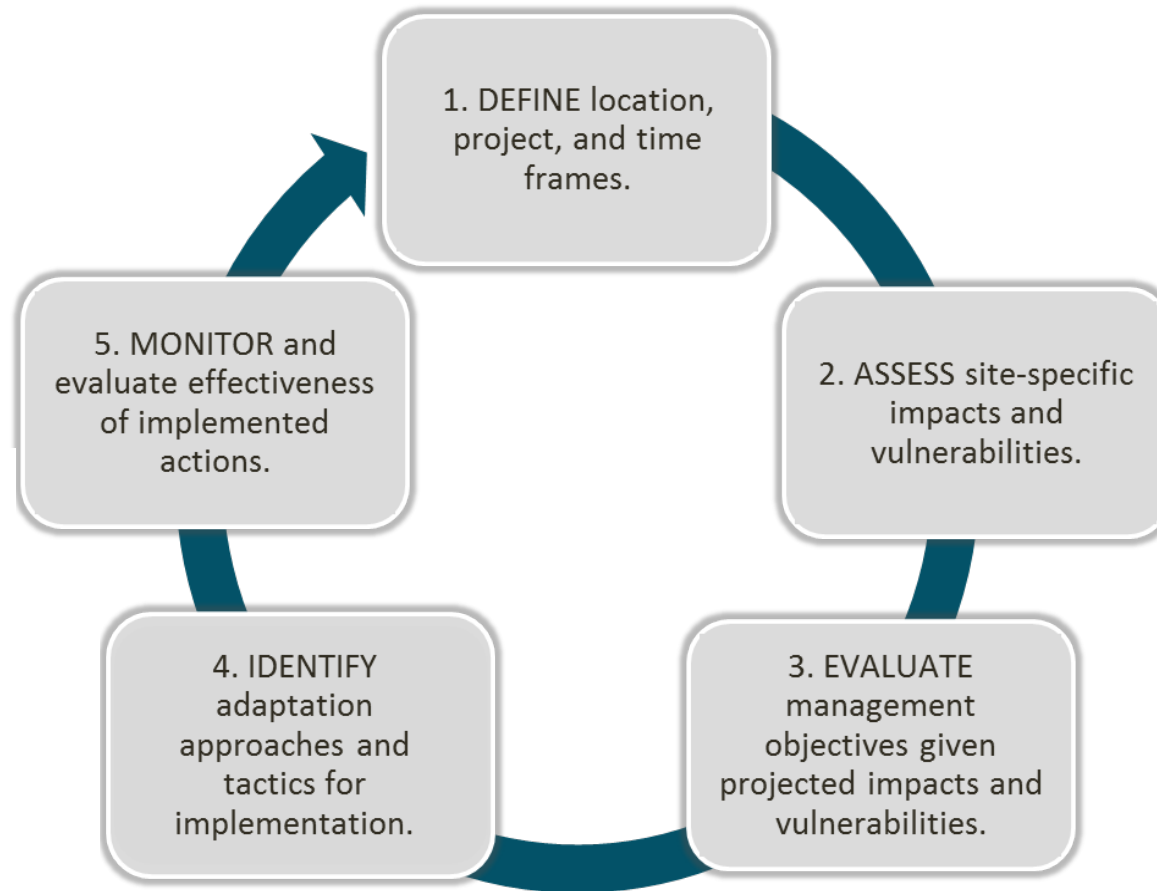 1. DEFINE location,
project, and time
frames.
2. ASSESS site-specific
impacts and
vulnerabilities.
3. EVALUATE
management
objectives given
projected impacts and
vulnerabilities.
4. IDENTIFY
adaptation
approaches and
tactics for
implementation.
5. MONITOR and
evaluate effectiveness
of implemented
actions.